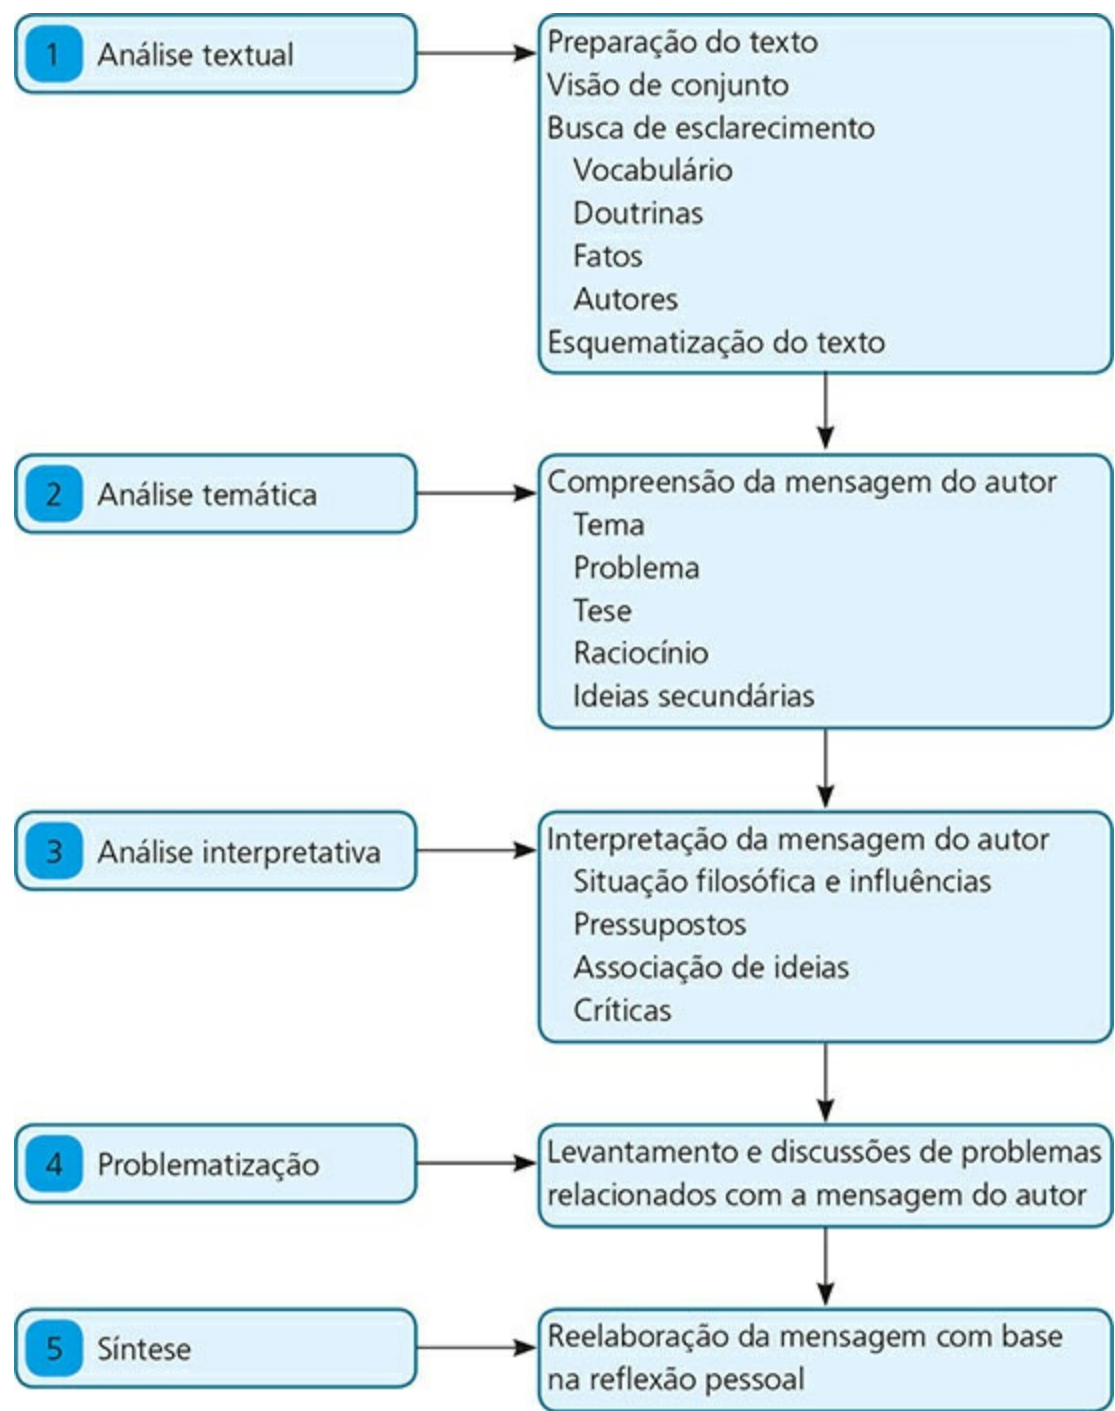 1 Análise textual
Preparação do texto
Visão de conjunto
Busca de esclarecimento
Vocabulário
Doutrinas
Fatos
Autores
Esquematização do texto
2 Análise temática
Compreensão da mensagem do autor
Tema
Problema
Tese
Raciocínio
Ideias secundárias
3 Análise interpretativa
Interpretação da mensagem do autor
Situação filosófica e influências
Pressupostos
Associação de ideias
Críticas
4 Problematização
Levantamento e discussões de problemas
relacionados com a mensagem do autor
5 Síntese
Reelaboração da mensagem com base
na reflexão pessoal